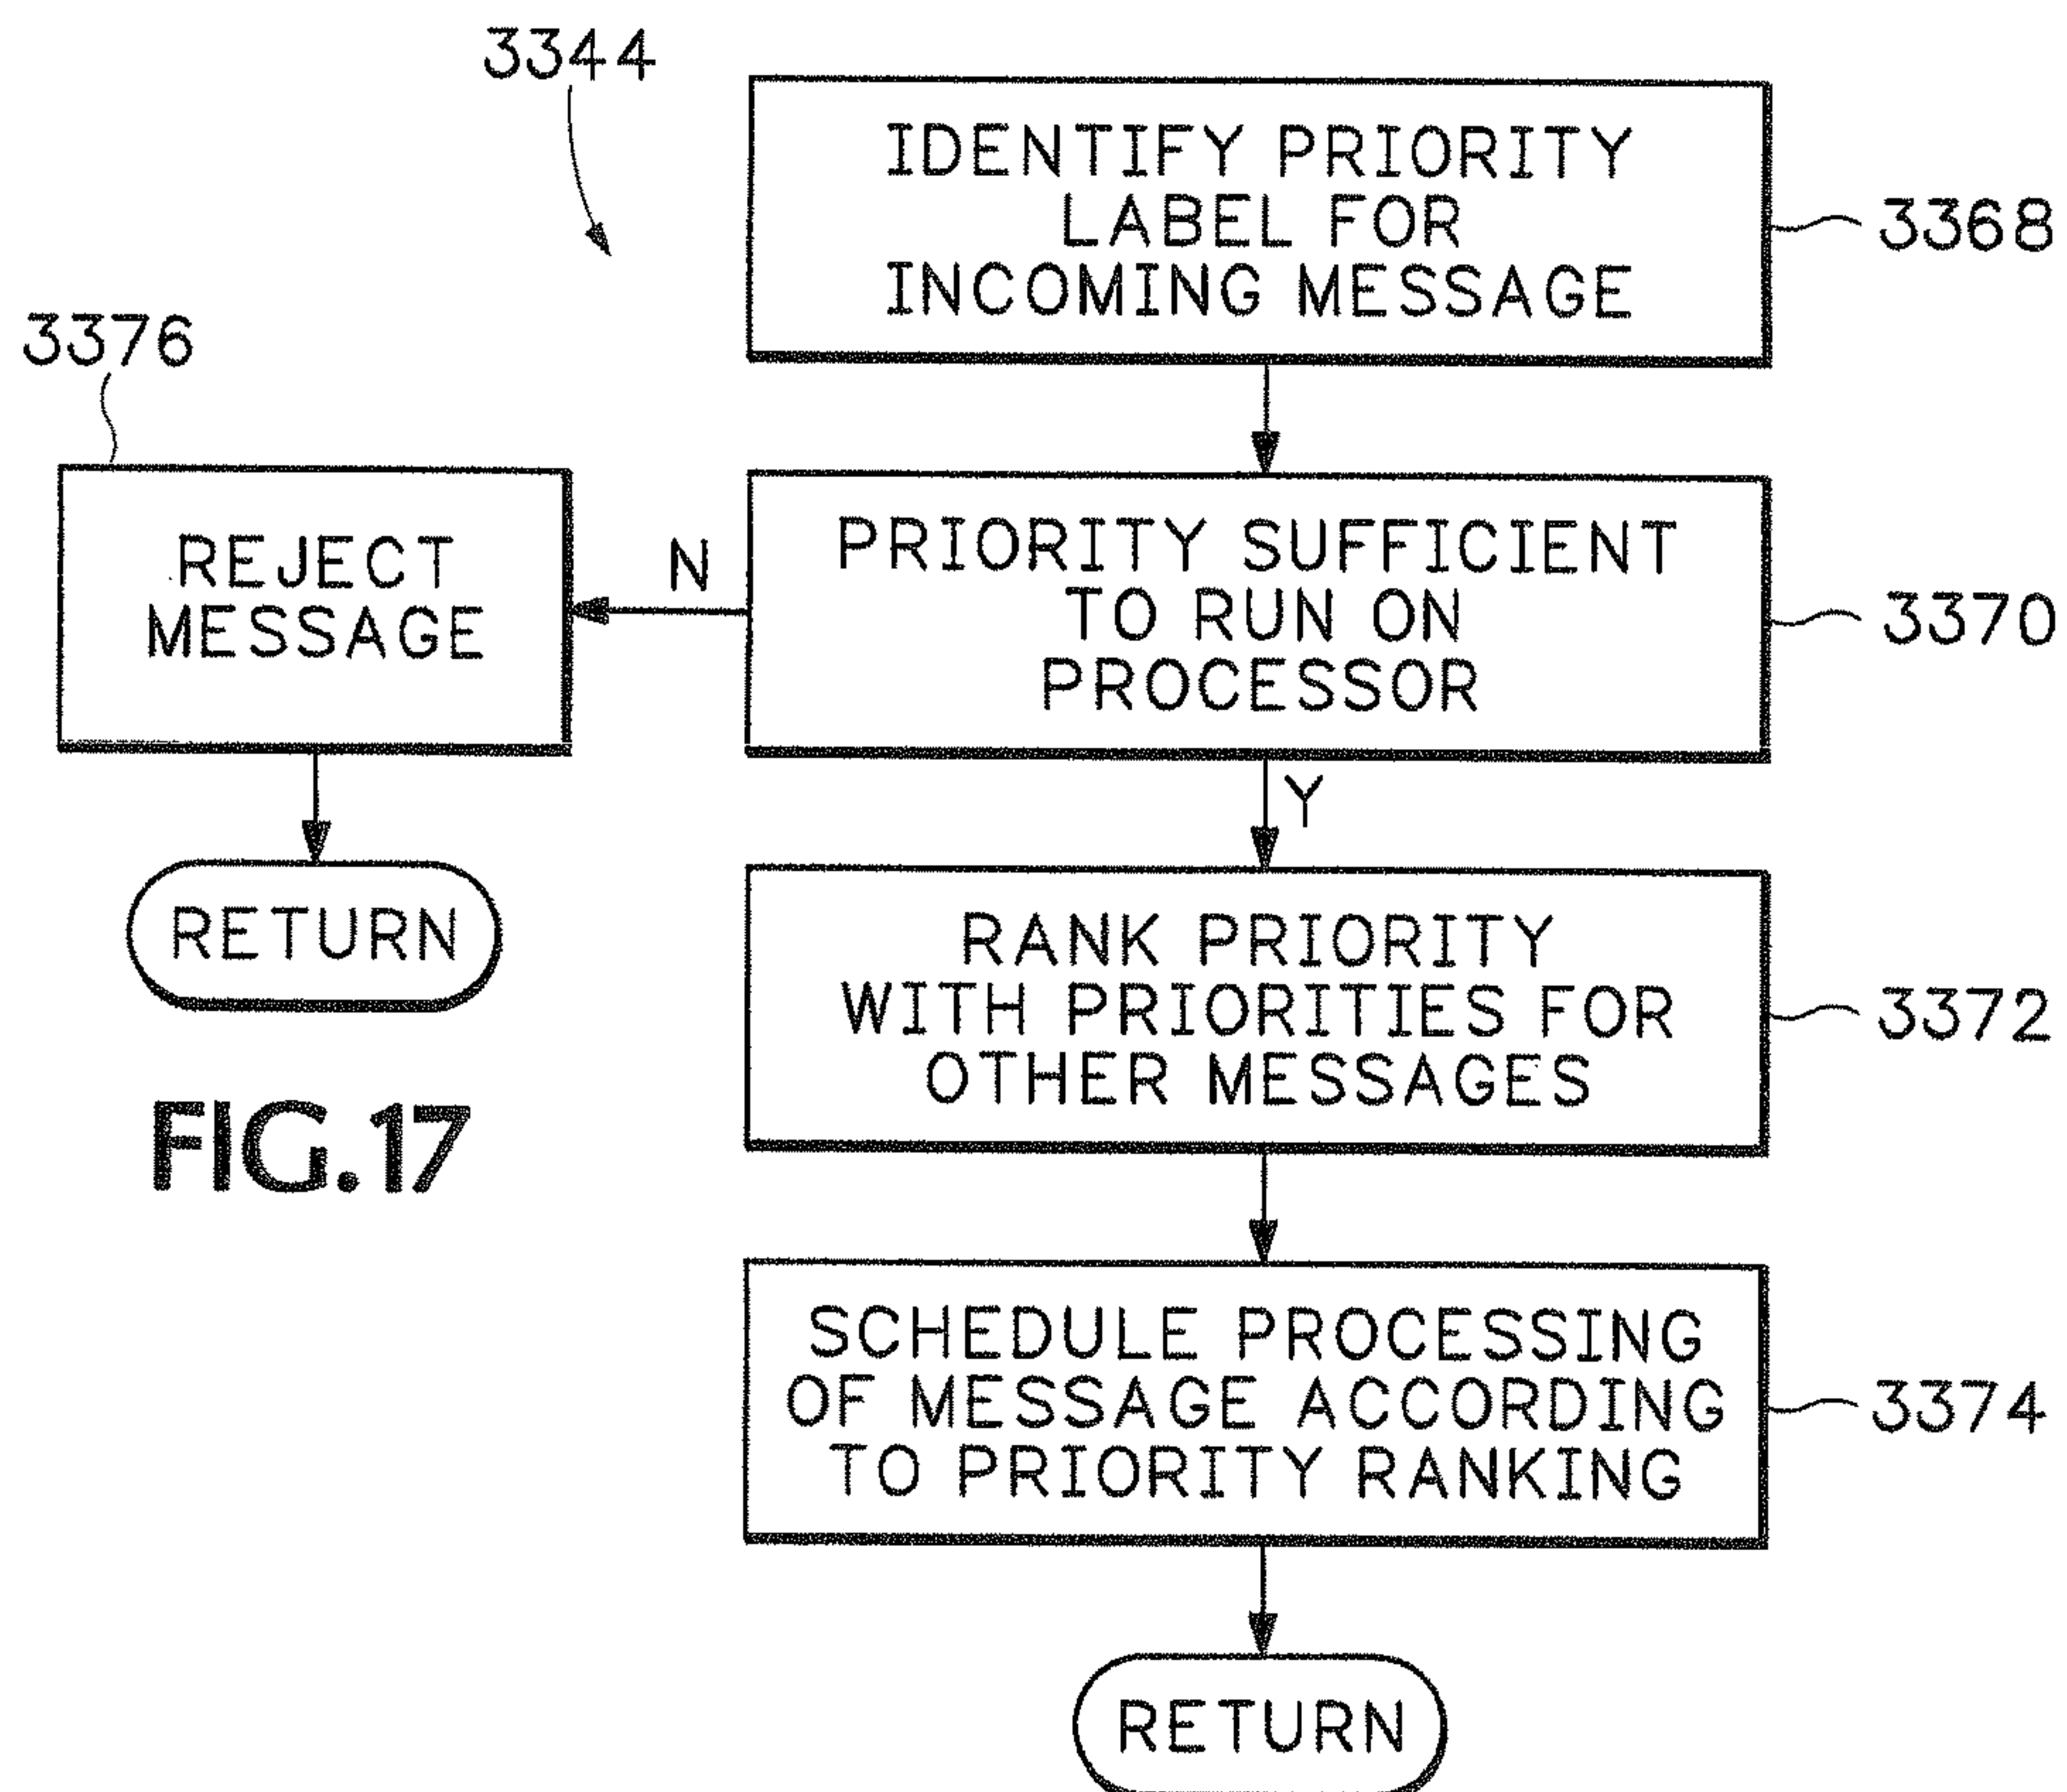 3344
IDENTIFY PRIORITY
LABEL FOR
INCOMING MESSAGE
3368
3376
REJECT
MESSAGE
N
PRIORITY SUFFICIENT
TO RUN ON
PROCESSOR
3370
Y
RETURN
RANK PRIORITY
WITH PRIORITIES FOR
OTHER MESSAGES
3372
FIG.17
SCHEDULE PROCESSING
OF MESSAGE ACCORDING
TO PRIORITY RANKING
3374
RETURN